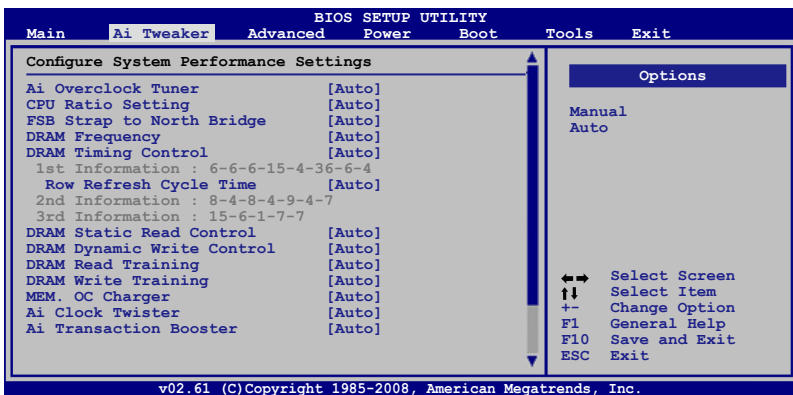 BIOS SETUP UTILITY
Main Ai Tweaker Advanced Power Boot Tools Exit
Configure System Performance Settings
Ai Overclock Tuner [Auto]
CPU Ratio Setting [Auto]
FSB Strap to North Bridge [Auto]
DRAM Frequency [Auto]
DRAM Timing Control [Auto]
1st Information : 6-6-6-15-4-36-6-4
Row Refresh Cycle Time [Auto]
2nd Information : 8-4-8-4-9-4-7
3rd Information : 15-6-1-7-7
DRAM Static Read Control [Auto]
DRAM Dynamic Write Control [Auto]
DRAM Read Training [Auto]
DRAM Write Training [Auto]
MEM. OC Charger [Auto]
Ai Clock Twister [Auto]
Ai Transaction Booster [Auto]
Options
Manual
Auto
Select Screen
Select Item
+- Change Option
F1 General Help
F10 Save and Exit
ESC Exit
v02.61 (C)Copyright 1985-2008, American Megatrends, Inc.